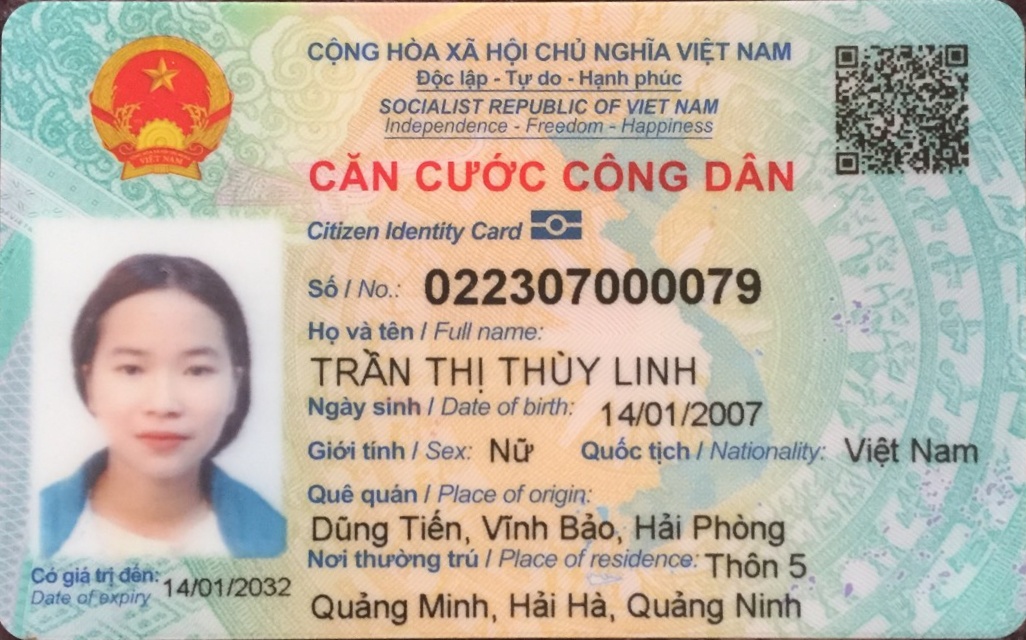 CỘNG HÒA XÃ HỘI CHỦ NGHĨA VIỆT NAM
Độc lập - Tự do - Hạnh phúc
SOCIALIST REPUBLIC OF VIET NAM
Independence - Freedom - Happiness
CĂN CƯỚC CÔNG DÂN
Citizen Identity Card
Số / No.: 022307000079
Họ và tên / Full name:
TRẦN THỊ THÙY LINH
Ngày sinh / Date of birth: 14/01/2007
Giới tính / Sex: Nữ Quốc tịch / Nationality: Việt Nam
Quê quán / Place of origin:
Dũng Tiến, Vĩnh Bảo, Hải Phòng
Nơi thường trú / Place of residence: Thôn 5
Quảng Minh, Hải Hà, Quảng Ninh
Có giá trị đến: 14/01/2032
Date of expiry
VIỆT NAM